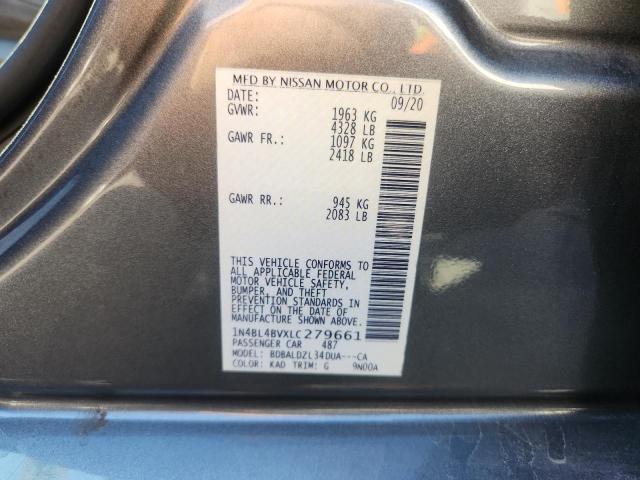 MFD BY NISSAN MOTOR CO., LTD.
DATE: 09/20
GVWR: 1963 KG
4328 LB
GAWR FR.: 1097 KG
2418 LB
GAWR RR.: 945 KG
2083 LB
THIS VEHICLE CONFORMS TO
ALL APPLICABLE FEDERAL
MOTOR VEHICLE SAFETY,
BUMPER, AND THEFT
PREVENTION STANDARDS IN
EFFECT ON THE DATE OF
MANUFACTURE SHOWN ABOVE.
1N4BL4BVXLC279661
PASSENGER CAR 487
MODEL: BDBALDZL34DUA---CA
COLOR: KAD TRIM: G 9N00A